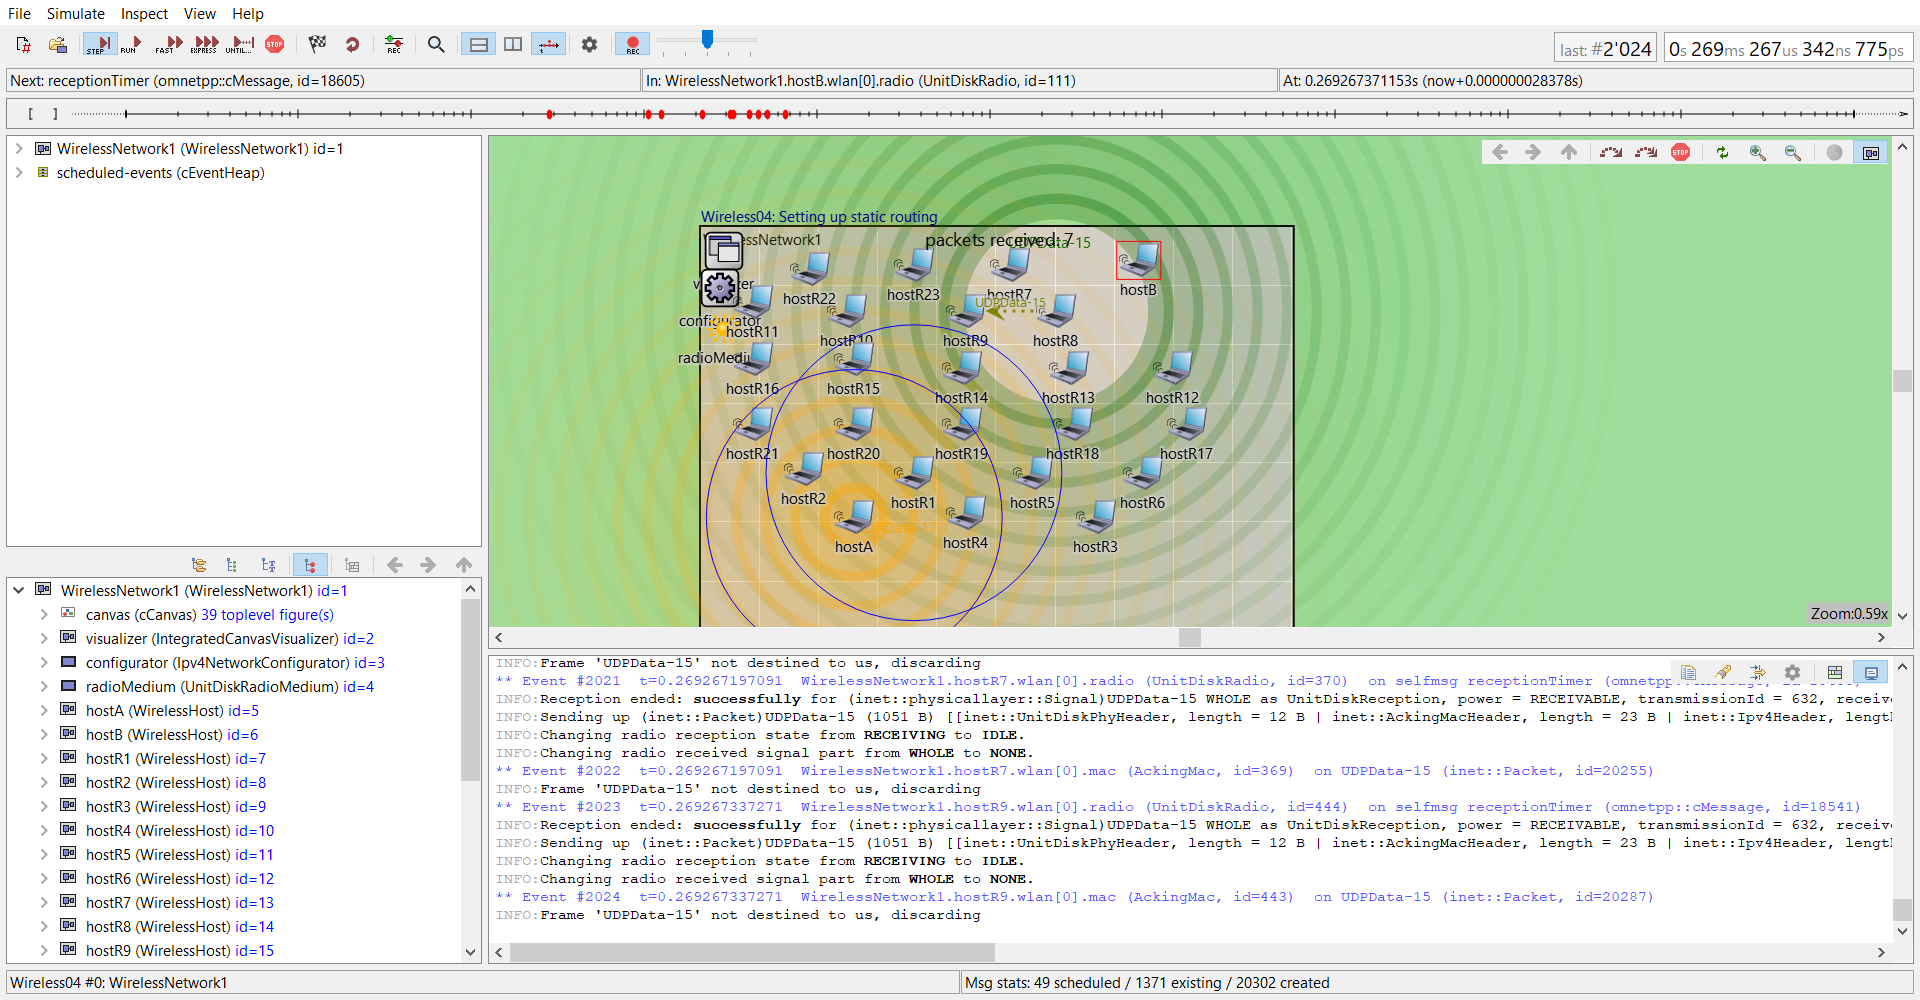 File Simulate Inspect View Help
STEP RUN FAST EXPRESS UNTIL... STOP REC REC
last: #2'024 0s 269ms 267us 342ns 775ps
Next: receptionTimer (omnetpp::cMessage, id=18605) In: WirelessNetwork1.hostB.wlan[0].radio (UnitDiskRadio, id=111) At: 0.269267371153s (now+0.000000028378s)
[ ]
WirelessNetwork1 (WirelessNetwork1) id=1
scheduled-events (cEventHeap)
WirelessNetwork1 (WirelessNetwork1) id=1
canvas (cCanvas) 39 toplevel figure(s)
visualizer (IntegratedCanvasVisualizer) id=2
configurator (Ipv4NetworkConfigurator) id=3
radioMedium (UnitDiskRadioMedium) id=4
hostA (WirelessHost) id=5
hostB (WirelessHost) id=6
hostR1 (WirelessHost) id=7
hostR2 (WirelessHost) id=8
hostR3 (WirelessHost) id=9
hostR4 (WirelessHost) id=10
hostR5 (WirelessHost) id=11
hostR6 (WirelessHost) id=12
hostR7 (WirelessHost) id=13
hostR8 (WirelessHost) id=14
hostR9 (WirelessHost) id=15
STOP
Wireless04: Setting up static routing
packets received: 7
hostB
hostR22 hostR23 hostR7
UDPData-15
configurator hostR11
hostR10 hostR9 hostR8
hostR16 hostR15 hostR14 hostR13 hostR12
hostR21 hostR20 hostR19 hostR18 hostR17
hostR2 hostR1 hostR5 hostR6
hostA hostR4 hostR3
Zoom:0.59x
INFO:Frame 'UDPData-15' not destined to us, discarding
** Event #2021 t=0.269267197091 WirelessNetwork1.hostR7.wlan[0].radio (UnitDiskRadio, id=370) on selfmsg receptionTimer
INFO:Reception ended: successfully for (inet::physicallayer::Signal)UDPData-15 WHOLE as UnitDiskReception, power = RECEIVABLE, transmissionId = 632, receiv
INFO:Sending up (inet::Packet)UDPData-15 (1051 B) [[inet::UnitDiskPhyHeader, length = 12 B | inet::AckingMacHeader, length = 23 B | inet::Ipv4Header, lengt
INFO:Changing radio reception state from RECEIVING to IDLE.
INFO:Changing radio received signal part from WHOLE to NONE.
** Event #2022 t=0.269267197091 WirelessNetwork1.hostR7.wlan[0].mac (AckingMac, id=369) on UDPData-15 (inet::Packet, id=20255)
INFO:Frame 'UDPData-15' not destined to us, discarding
** Event #2023 t=0.269267337271 WirelessNetwork1.hostR9.wlan[0].radio (UnitDiskRadio, id=444) on selfmsg receptionTimer (omnetpp::cMessage, id=18541)
INFO:Reception ended: successfully for (inet::physicallayer::Signal)UDPData-15 WHOLE as UnitDiskReception, power = RECEIVABLE, transmissionId = 632, receiv
INFO:Sending up (inet::Packet)UDPData-15 (1051 B) [[inet::UnitDiskPhyHeader, length = 12 B | inet::AckingMacHeader, length = 23 B | inet::Ipv4Header, lengt
INFO:Changing radio reception state from RECEIVING to IDLE.
INFO:Changing radio received signal part from WHOLE to NONE.
** Event #2024 t=0.269267337271 WirelessNetwork1.hostR9.wlan[0].mac (AckingMac, id=443) on UDPData-15 (inet::Packet, id=20287)
INFO:Frame 'UDPData-15' not destined to us, discarding
Wireless04 #0: WirelessNetwork1 Msg stats: 49 scheduled / 1371 existing / 20302 created